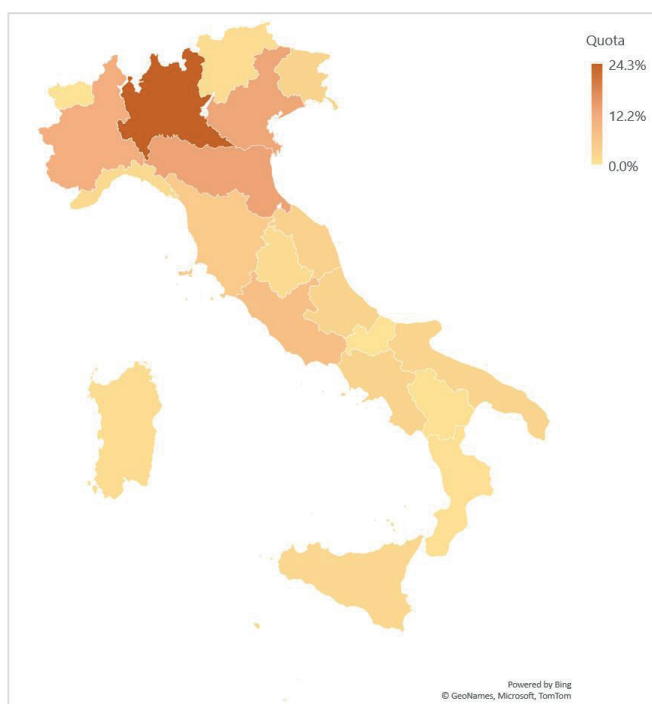 Quota
24.3%
12.2%
0.0%
Powered by Bing
© GeoNames, Microsoft, TomTom